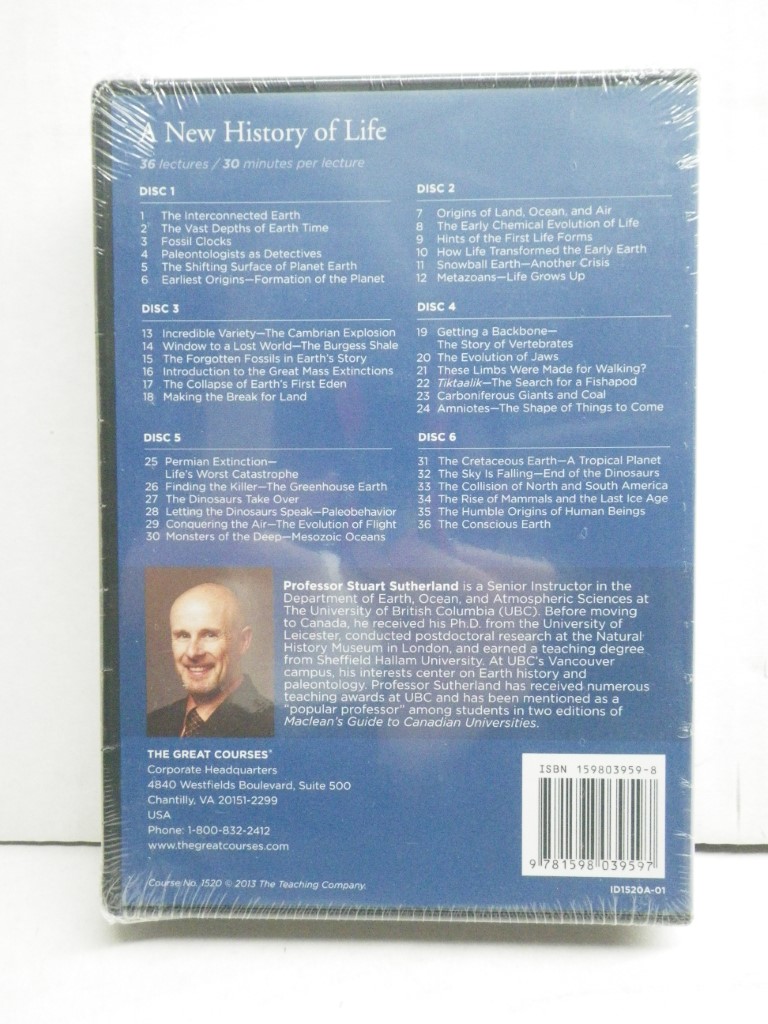 A New History of Life
36 lectures / 30 minutes per lecture
DISC 1
1 The Interconnected Earth
2 The Vast Depths of Earth Time
3 Fossil Clocks
4 Paleontologists as Detectives
5 The Shifting Surface of Planet Earth
6 Earliest Origins—Formation of the Planet
DISC 2
7 Origins of Land, Ocean, and Air
8 The Early Chemical Evolution of Life
9 Hints of the First Life Forms
10 How Life Transformed the Early Earth
11 Snowball Earth—Another Crisis
12 Metazoans—Life Grows Up
DISC 3
13 Incredible Variety—The Cambrian Explosion
14 Window to a Lost World—The Burgess Shale
15 The Forgotten Fossils in Earth's Story
16 Introduction to the Great Mass Extinctions
17 The Collapse of Earth's First Eden
18 Making the Break for Land
DISC 4
19 Getting a Backbone—
The Story of Vertebrates
20 The Evolution of Jaws
21 These Limbs Were Made for Walking?
22 Tiktaalik—The Search for a Fishapod
23 Carboniferous Giants and Coal
24 Amniotes—The Shape of Things to Come
DISC 5
25 Permian Extinction—
Life's Worst Catastrophe
26 Finding the Killer—The Greenhouse Earth
27 The Dinosaurs Take Over
28 Letting the Dinosaurs Speak—Paleobehavior
29 Conquering the Air—The Evolution of Flight
30 Monsters of the Deep—Mesozoic Oceans
DISC 6
31 The Cretaceous Earth—A Tropical Planet
32 The Sky Is Falling—End of the Dinosaurs
33 The Collision of North and South America
34 The Rise of Mammals and the Last Ice Age
35 The Humble Origins of Human Beings
36 The Conscious Earth
Professor Stuart Sutherland is a Senior Instructor in the
Department of Earth, Ocean, and Atmospheric Sciences at
The University of British Columbia (UBC). Before moving
to Canada, he received his Ph.D. from the University of
Leicester, conducted postdoctoral research at the Natural
History Museum in London, and earned a teaching degree
from Sheffield Hallam University. At UBC's Vancouver
campus, his interests center on Earth history and
paleontology. Professor Sutherland has received numerous
teaching awards at UBC and has been mentioned as a
"popular professor" among students in two editions of
Maclean's Guide to Canadian Universities.
THE GREAT COURSES®
Corporate Headquarters
4840 Westfields Boulevard, Suite 500
Chantilly, VA 20151-2299
USA
Phone: 1-800-832-2412
www.thegreatcourses.com
Course No. 1520 © 2013 The Teaching Company.
ISBN 159803959-8
9 781598 039597
ID1520A-01